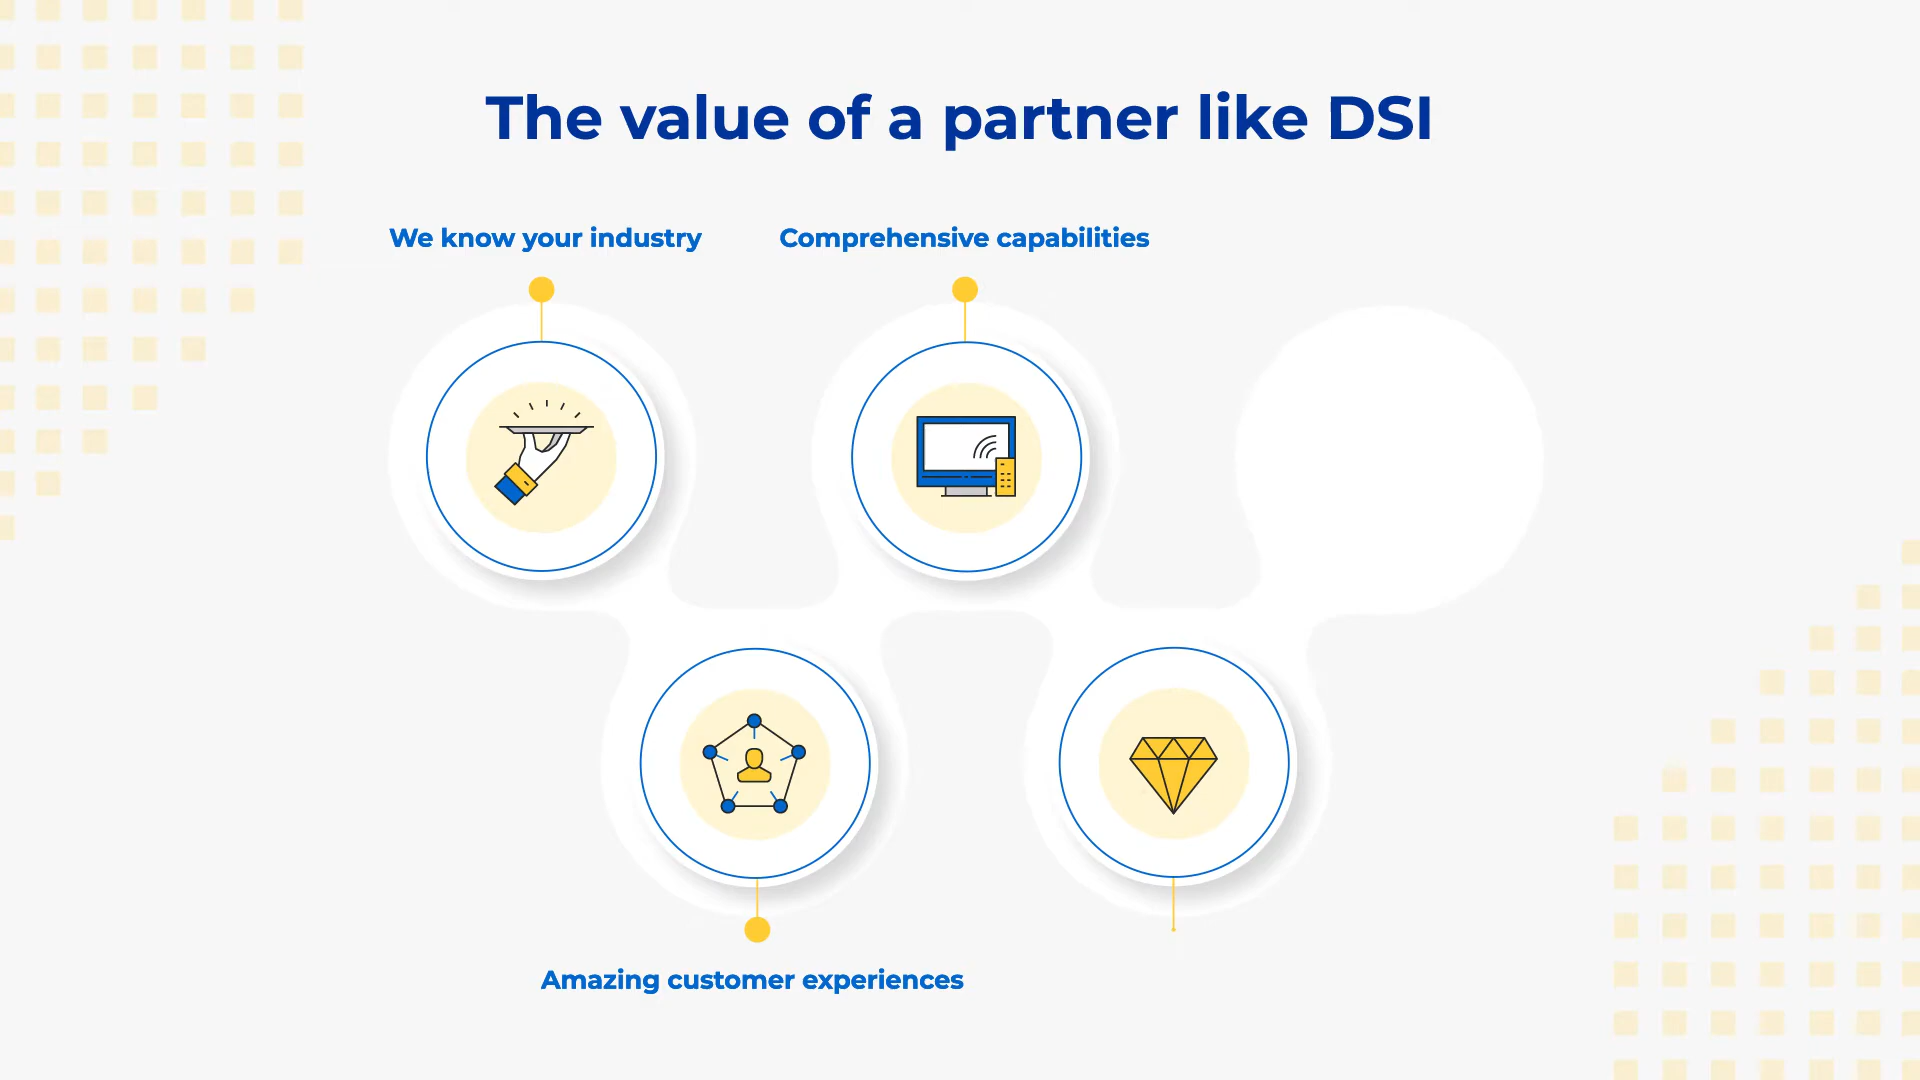 The value of a partner like DSI
We know your industry
Comprehensive capabilities
Amazing customer experiences